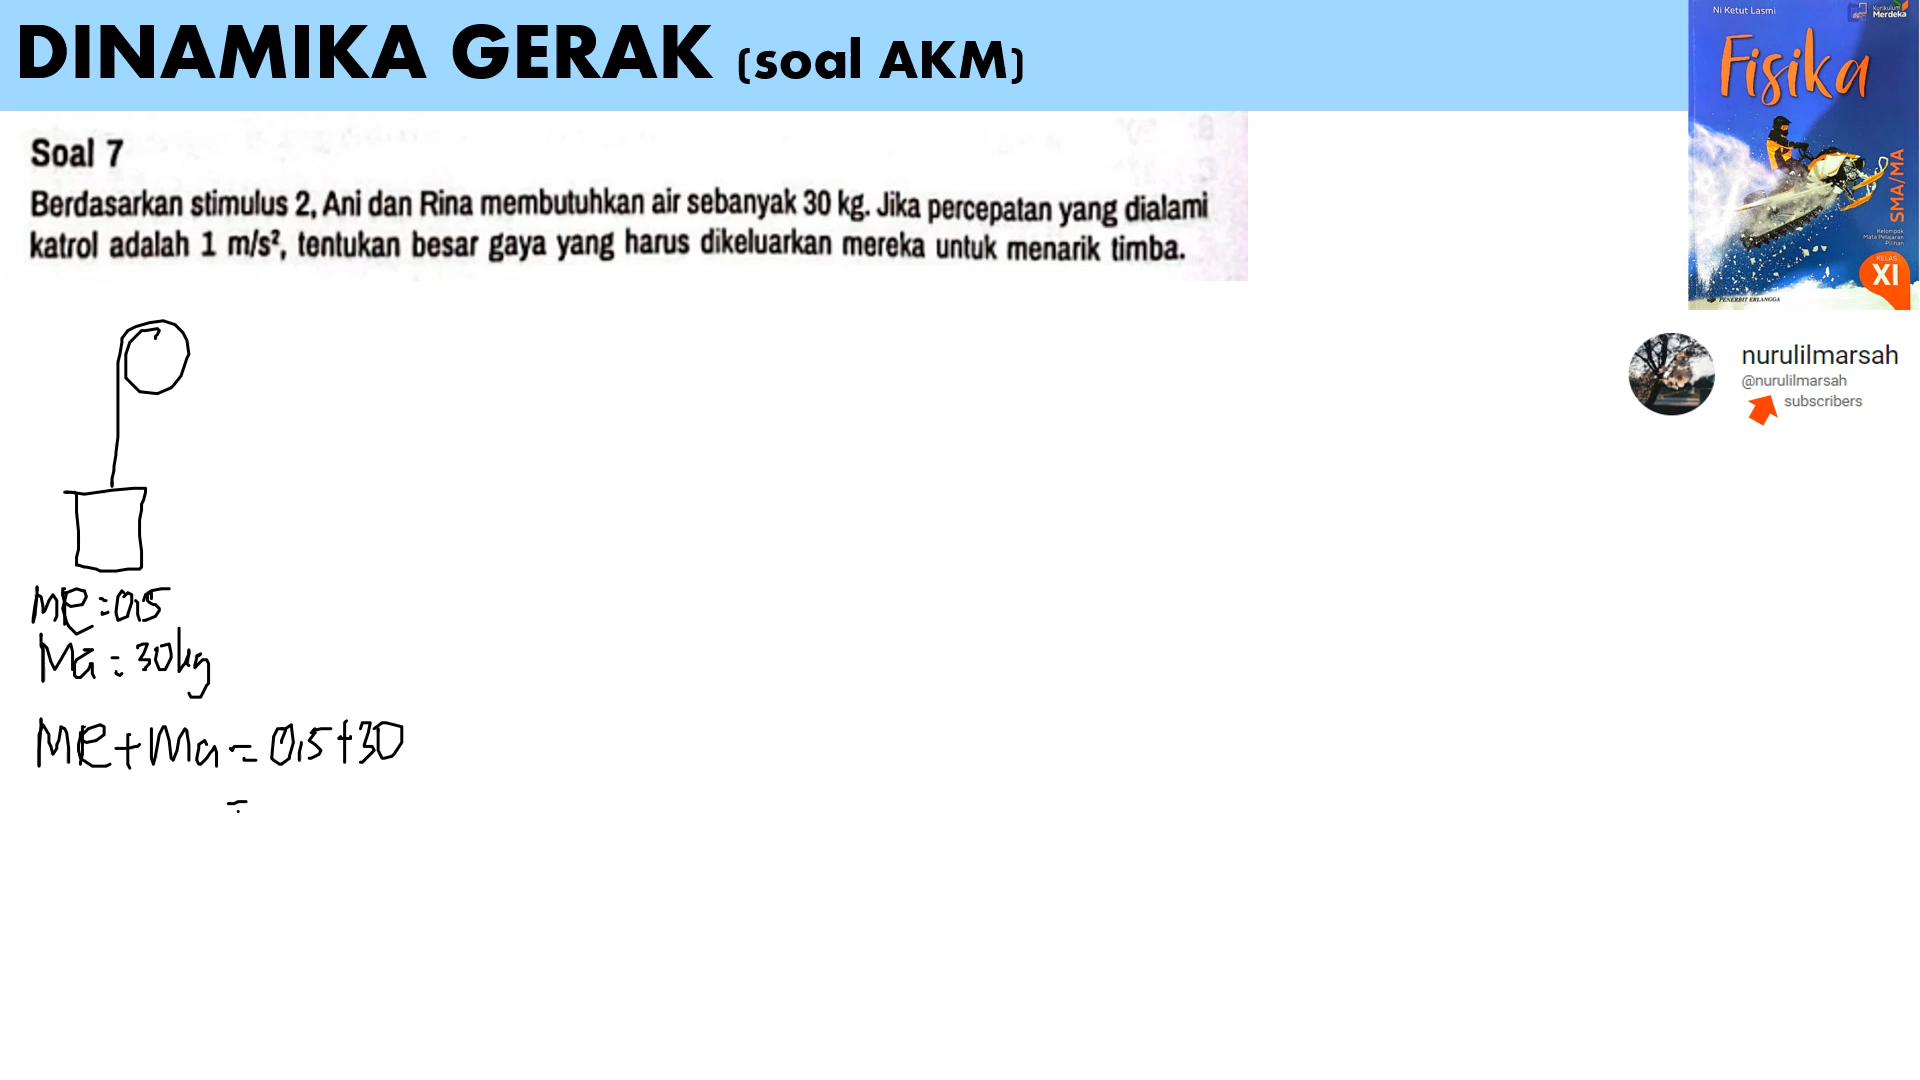 DINAMIKA GERAK (soal AKM)
Ni Ketut Lasmi
Kurikulum
Merdeka
Fisika
SMA/MA
Kelompok
Mata Pelajaran
Pilihan
KELAS
XI
PENERBIT ERLANGGA
Soal 7
Berdasarkan stimulus 2, Ani dan Rina membutuhkan air sebanyak 30 kg. Jika percepatan yang dialami
katrol adalah 1 m/s², tentukan besar gaya yang harus dikeluarkan mereka untuk menarik timba.
nurulilmarsah
@nurulilmarsah
subscribers
Me = 0,5
Ma = 30kg
Me + Ma = 0,5 + 30
=